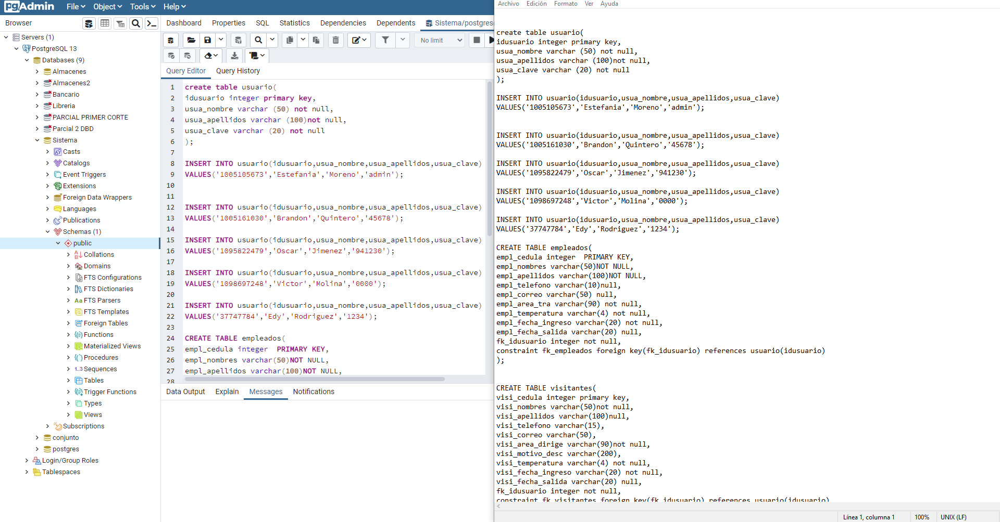 pgAdmin File Object Tools Help
Browser
Servers (1)
PostgreSQL 13
Databases (9)
Almacenes
Almacenes2
Bancario
Libreria
PARCIAL PRIMER CORTE
Parcial 2 DBD
Sistema
Casts
Catalogs
Event Triggers
Extensions
Foreign Data Wrappers
Languages
Publications
Schemas (1)
public
Collations
Domains
FTS Configurations
FTS Dictionaries
Aa FTS Parsers
FTS Templates
Foreign Tables
Functions
Materialized Views
Procedures
1..3 Sequences
Tables
Trigger Functions
Types
Views
Subscriptions
conjunto
postgres
Login/Group Roles
Tablespaces
Dashboard Properties SQL Statistics Dependencies Dependents Sistema/postgres
No limit
Query Editor Query History
1 create table usuario(
2 idusuario integer primary key,
3 usua_nombre varchar (50) not null,
4 usua_apellidos varchar (100)not null,
5 usua_clave varchar (20) not null
6 );
7
8 INSERT INTO usuario(idusuario,usua_nombre,usua_apellidos,usua_clave)
9 VALUES('1005105673','Estefania','Moreno','admin');
10
11
12 INSERT INTO usuario(idusuario,usua_nombre,usua_apellidos,usua_clave)
13 VALUES('1005161030','Brandon','Quintero','45678');
14
15 INSERT INTO usuario(idusuario,usua_nombre,usua_apellidos,usua_clave)
16 VALUES('1095822479','Oscar','Jimenez','941230');
17
18 INSERT INTO usuario(idusuario,usua_nombre,usua_apellidos,usua_clave)
19 VALUES('1098697248','Victor','Molina','0000');
20
21 INSERT INTO usuario(idusuario,usua_nombre,usua_apellidos,usua_clave)
22 VALUES('37747784','Edy','Rodriguez','1234');
23
24 CREATE TABLE empleados(
25 empl_cedula integer  PRIMARY KEY,
26 empl_nombres varchar(50)NOT NULL,
27 empl_apellidos varchar(100)NOT NULL,
28
Data Output Explain Messages Notifications
Archivo Edición Formato Ver Ayuda
create table usuario(
idusuario integer primary key,
usua_nombre varchar (50) not null,
usua_apellidos varchar (100)not null,
usua_clave varchar (20) not null
);
INSERT INTO usuario(idusuario,usua_nombre,usua_apellidos,usua_clave)
VALUES('1005105673','Estefania','Moreno','admin');
INSERT INTO usuario(idusuario,usua_nombre,usua_apellidos,usua_clave)
VALUES('1005161030','Brandon','Quintero','45678');
INSERT INTO usuario(idusuario,usua_nombre,usua_apellidos,usua_clave)
VALUES('1095822479','Oscar','Jimenez','941230');
INSERT INTO usuario(idusuario,usua_nombre,usua_apellidos,usua_clave)
VALUES('1098697248','Victor','Molina','0000');
INSERT INTO usuario(idusuario,usua_nombre,usua_apellidos,usua_clave)
VALUES('37747784','Edy','Rodriguez','1234');
CREATE TABLE empleados(
empl_cedula integer  PRIMARY KEY,
empl_nombres varchar(50)NOT NULL,
empl_apellidos varchar(100)NOT NULL,
empl_telefono varchar(10)null,
empl_correo varchar(50) null,
empl_area_tra varchar(90) not null,
empl_temperatura varchar(4) not null,
empl_fecha_ingreso varchar(20) not null,
empl_fecha_salida varchar(20) null,
fk_idusuario integer not null,
constraint fk_empleados foreign key(fk_idusuario) references usuario(idusuario)
);
CREATE TABLE visitantes(
visi_cedula integer primary key,
visi_nombres varchar(50)not null,
visi_apellidos varchar(100)null,
visi_telefono varchar(15),
visi_correo varchar(50),
visi_area_dirige varchar(90)not null,
visi_motivo_desc varchar(200),
visi_temperatura varchar(4) not null,
visi_fecha_ingreso varchar(20) not null,
visi_fecha_salida varchar(20) null,
fk_idusuario integer not null,
constraint fk_visitantes foreign key(fk_idusuario) references usuario(idusuario)
Línea 1, columna 1 100% UNIX (LF)